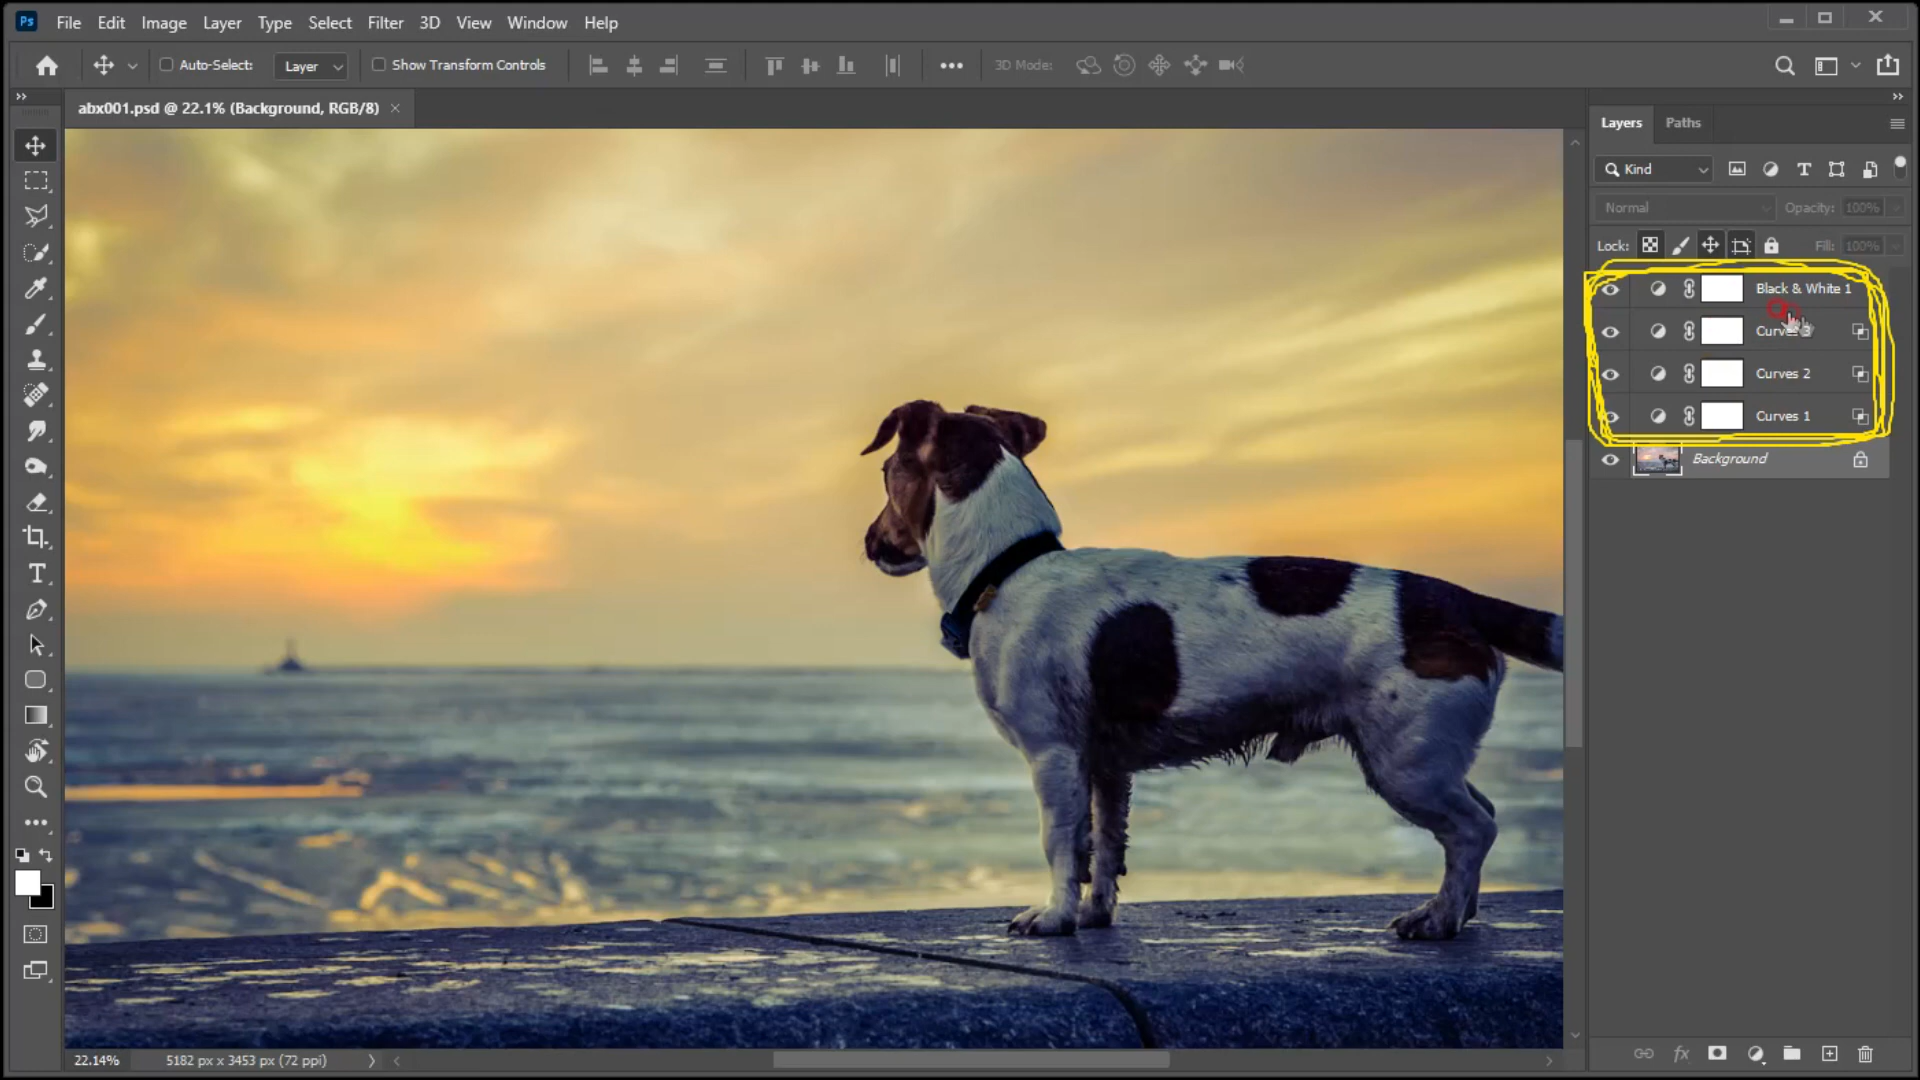 Ps File Edit Image Layer Type Select Filter 3D View Window Help
Auto-Select: Layer Show Transform Controls 3D Mode:
abx001.psd @ 22.1% (Background, RGB/8)
Layers Paths
Kind
Normal Opacity: 100%
Lock: Fill: 100%
Black & White 1
Curves 3
Curves 2
Curves 1
Background
22.14% 5182 px x 3453 px (72 ppi)